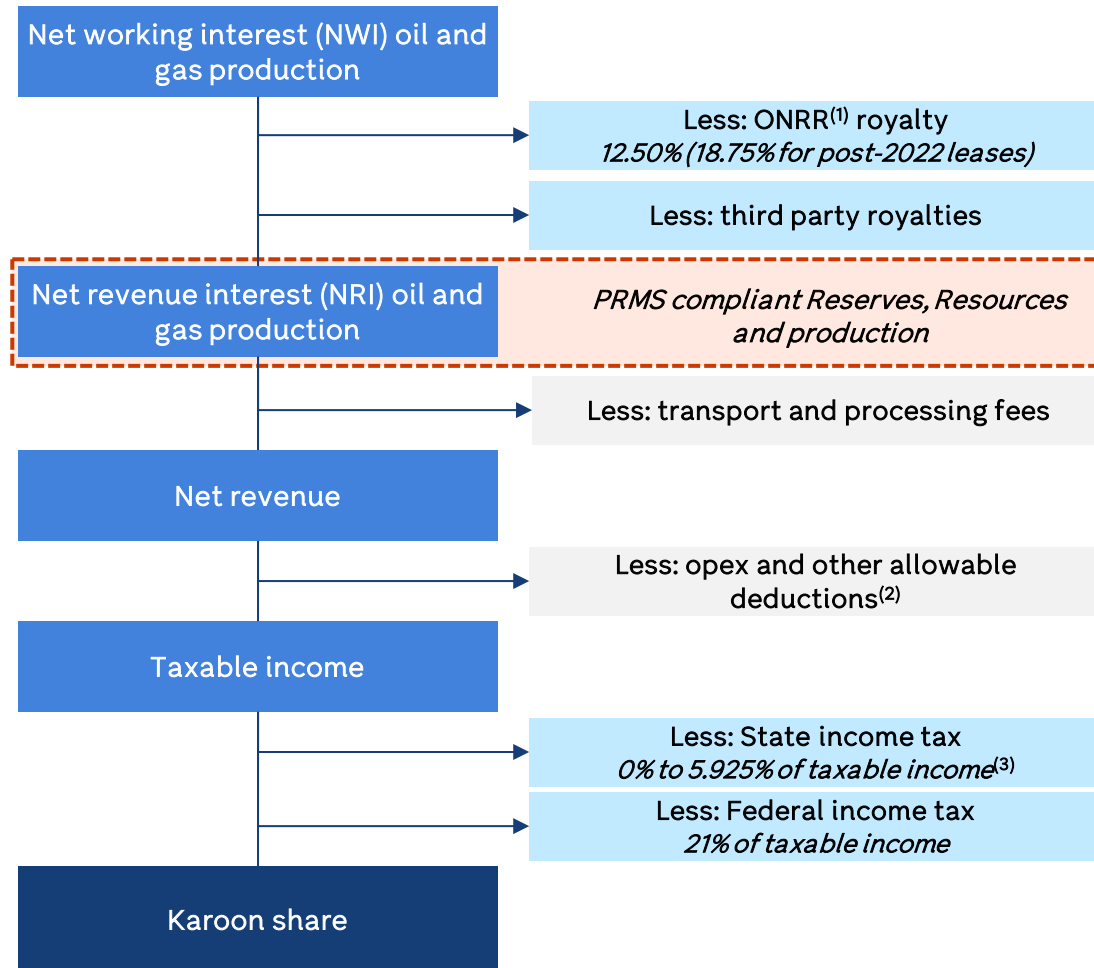 Net working interest (NWI) oil and
gas production
Less: ONRR(1) royalty
12.50% (18.75% for post-2022 leases)
Less: third party royalties
Net revenue interest (NRI) oil and
gas production
PRMS compliant Reserves, Resources
and production
Less: transport and processing fees
Net revenue
Less: opex and other allowable
deductions(2)
Taxable income
Less: State income tax
0% to 5.925% of taxable income(3)
Less: Federal income tax
21% of taxable income
Karoon share